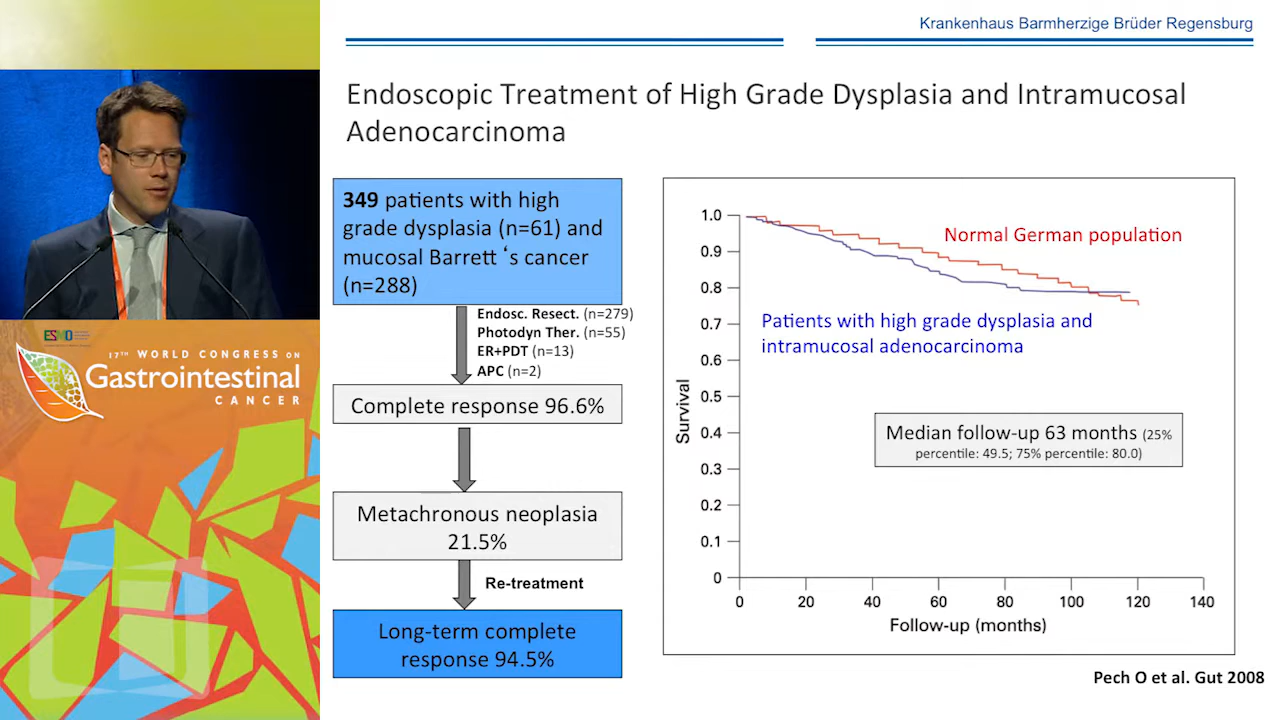 Krankenhaus Barmherzige Brüder Regensburg
Endoscopic Treatment of High Grade Dysplasia and Intramucosal
Adenocarcinoma
349 patients with high
grade dysplasia (n=61) and
mucosal Barrett ‘s cancer
(n=288)
Endosc. Resect. (n=279)
Photodyn Ther. (n=55)
ER+PDT (n=13)
APC (n=2)
Complete response 96.6%
Metachronous neoplasia
21.5%
Re-treatment
Long-term complete
response 94.5%
1.0
0.9
0.8
0.7
0.6
0.5
0.4
0.3
0.2
0.1
0
Survival
Normal German population
Patients with high grade dysplasia and
intramucosal adenocarcinoma
Median follow-up 63 months (25%
percentile: 49.5; 75% percentile: 80.0)
0 20 40 60 80 100 120 140
Follow-up (months)
Pech O et al. Gut 2008
ESMO
17TH WORLD CONGRESS ON
Gastrointestinal
CANCER